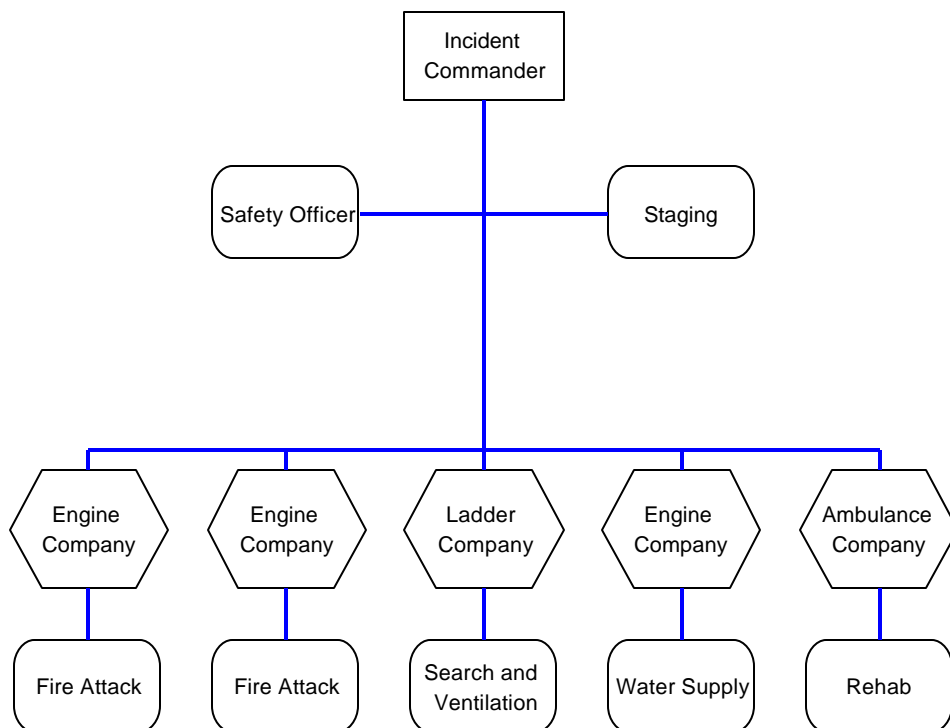 Incident
Commander
Safety Officer
Staging
Engine
Company
Engine
Company
Ladder
Company
Engine
Company
Ambulance
Company
Fire Attack
Fire Attack
Search and
Ventilation
Water Supply
Rehab